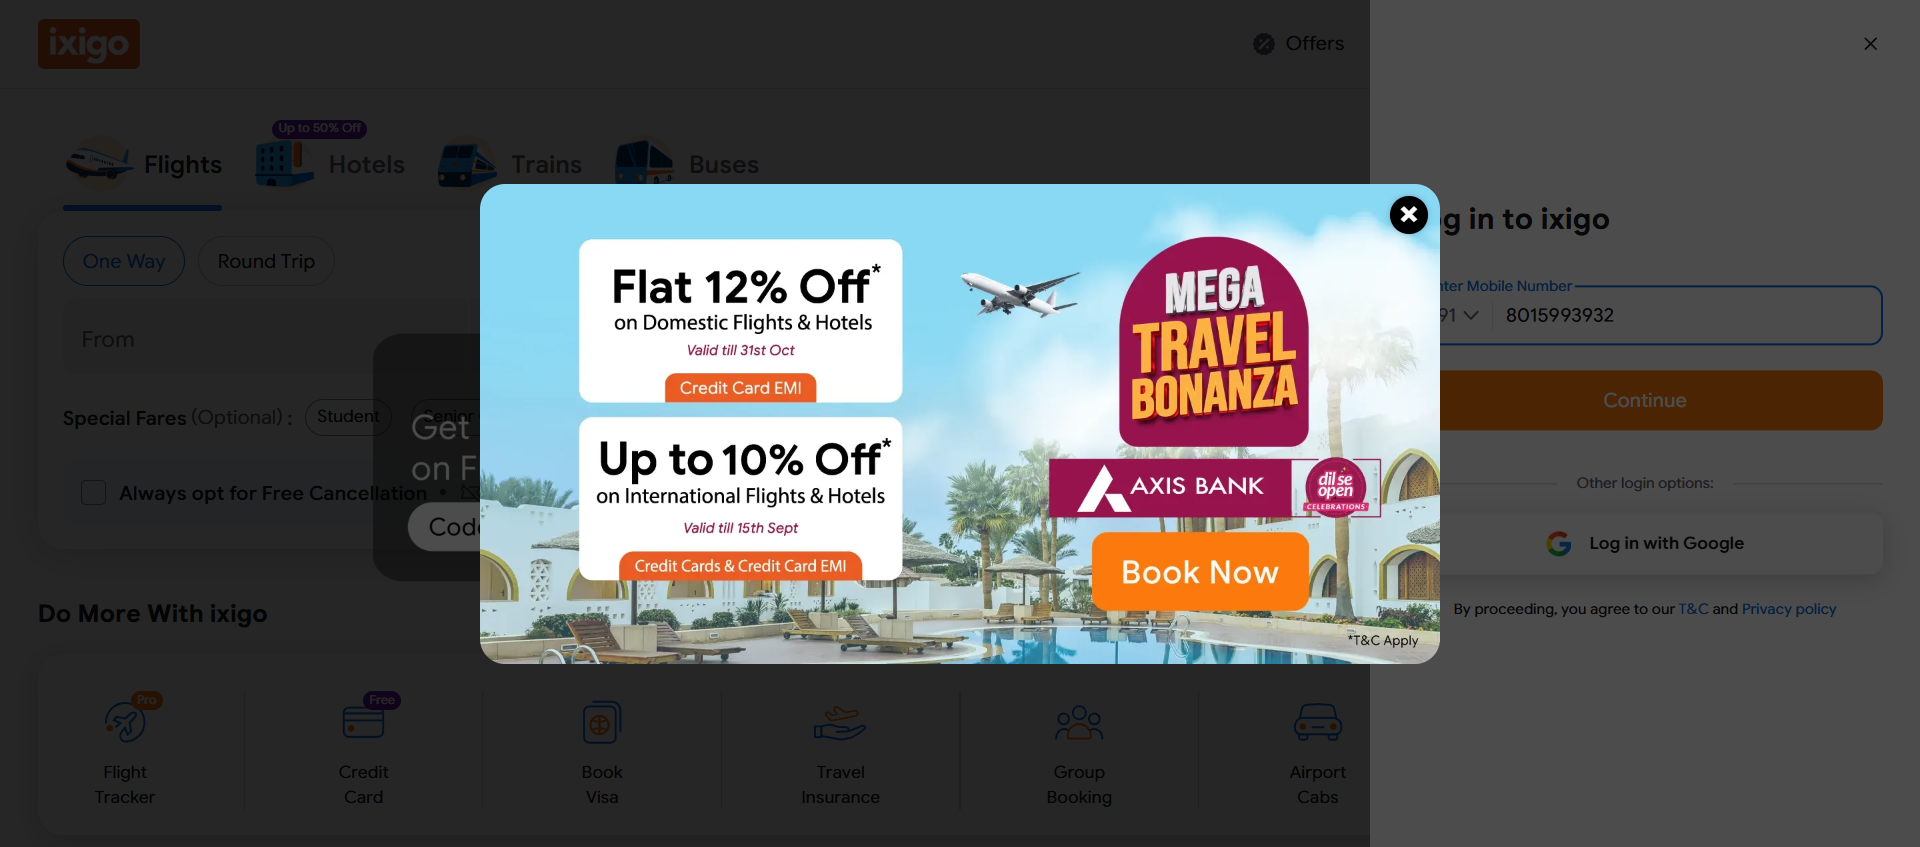 ixigo
Offers
Up to 50% Off
Flights
Hotels
Trains
Buses
One Way
Round Trip
From
Special Fares (Optional) :
Student
Senior
Always opt for Free Cancellation •
Get
on F
Code
Flat 12% Off*
on Domestic Flights & Hotels
Valid till 31st Oct
Credit Card EMI
Up to 10% Off*
on International Flights & Hotels
Valid till 15th Sept
Credit Cards & Credit Card EMI
MEGA
TRAVEL
BONANZA
AXIS BANK
dil se
open
CELEBRATIONS
Book Now
*T&C Apply
g in to ixigo
nter Mobile Number
91
8015993932
Continue
Other login options:
Log in with Google
By proceeding, you agree to our T&C and Privacy policy
Do More With ixigo
Pro
Flight
Tracker
Free
Credit
Card
Book
Visa
Travel
Insurance
Group
Booking
Airport
Cabs